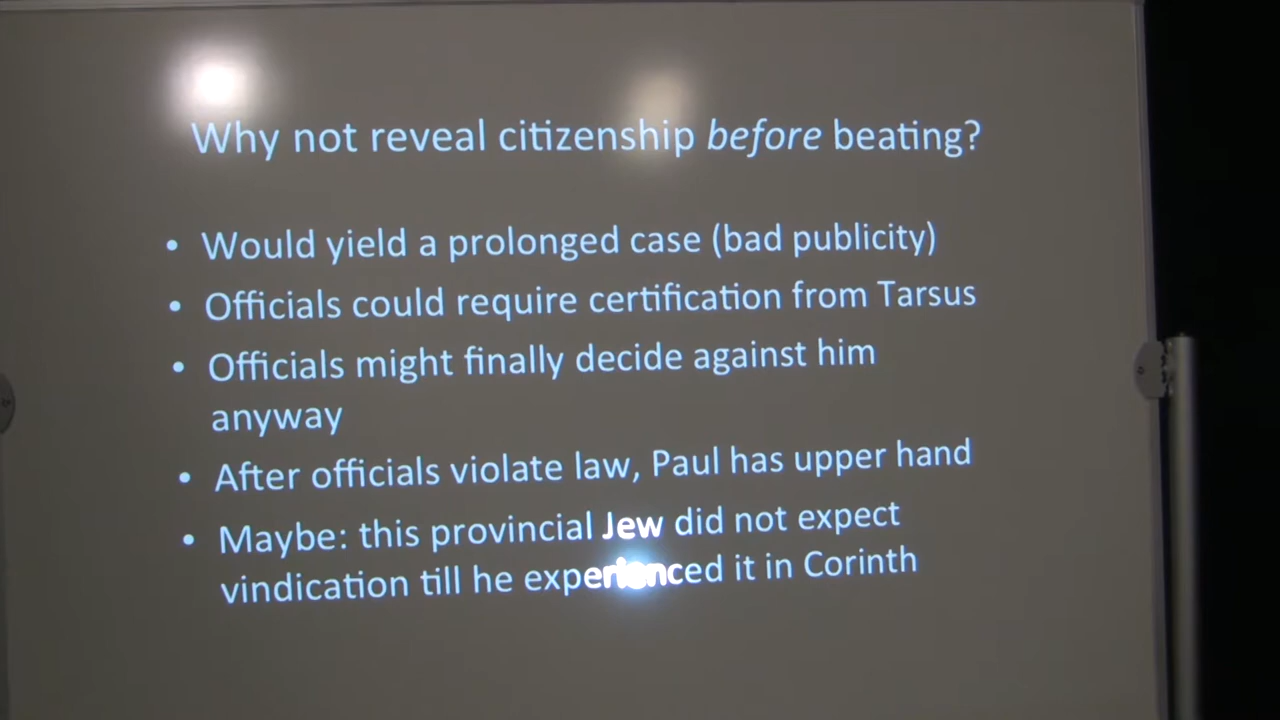 Why not reveal citizenship before beating?
• Would yield a prolonged case (bad publicity)
• Officials could require certification from Tarsus
• Officials might finally decide against him
anyway
• After officials violate law, Paul has upper hand
• Maybe: this provincial Jew did not expect
vindication till he experienced it in Corinth